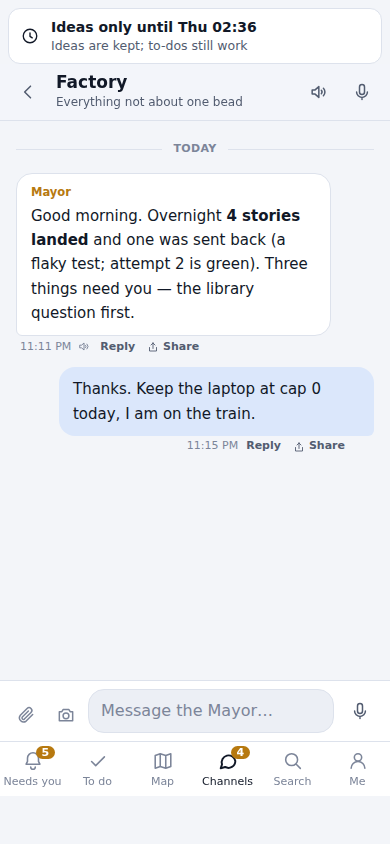 Ideas only until Thu 02:36
Ideas are kept; to-dos still work
Factory
Everything not about one bead
TODAY
Mayor
Good morning. Overnight 4 stories
landed and one was sent back (a
flaky test; attempt 2 is green). Three
things need you — the library
question first.
11:11 PM Reply Share
Thanks. Keep the laptop at cap 0
today, I am on the train.
11:15 PM Reply Share
Message the Mayor…
5 4
Needs you To do Map Channels Search Me